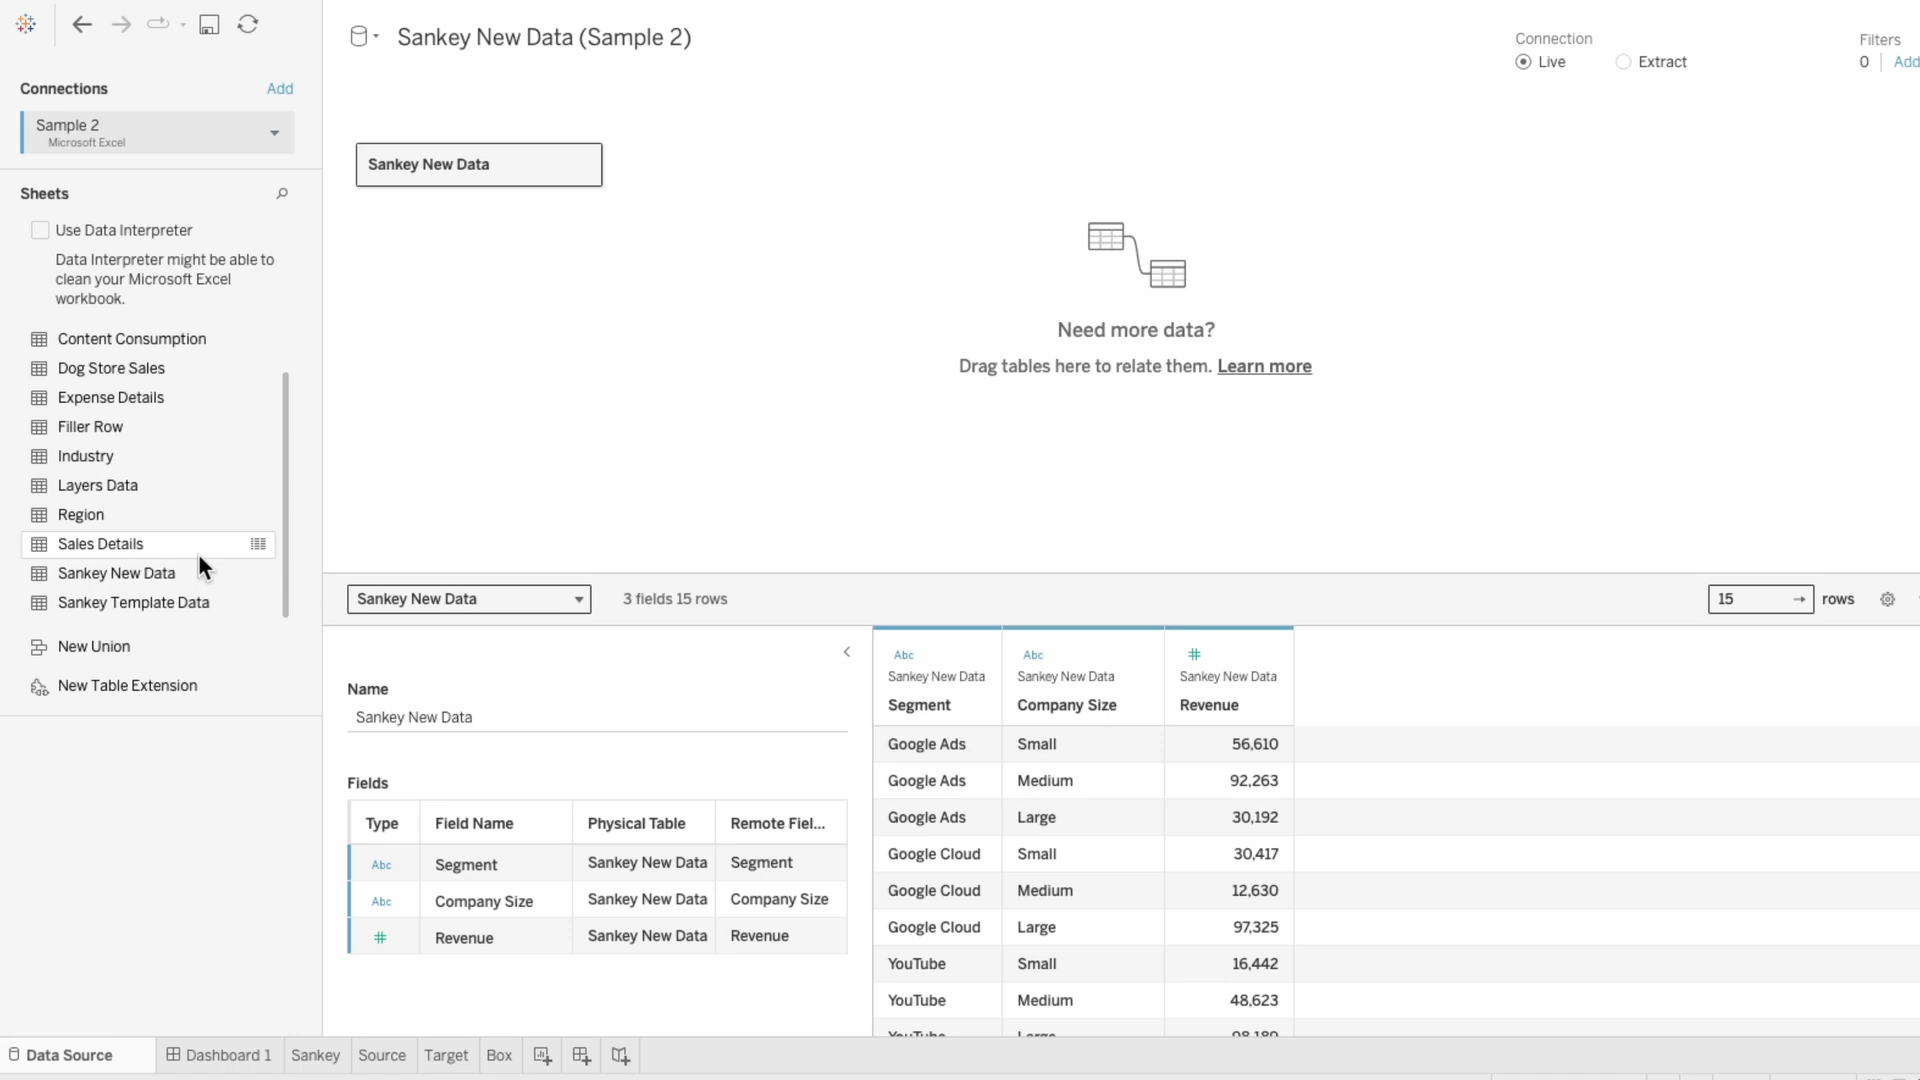 Connections
Add
Sample 2
Microsoft Excel
Sheets
Use Data Interpreter
Data Interpreter might be able to
clean your Microsoft Excel
workbook.
Content Consumption
Dog Store Sales
Expense Details
Filler Row
Industry
Layers Data
Region
Sales Details
Sankey New Data
Sankey Template Data
New Union
New Table Extension
Sankey New Data (Sample 2)
Connection
Live
Extract
Filters
0
Add
Sankey New Data
Need more data?
Drag tables here to relate them. Learn more
Sankey New Data
3 fields 15 rows
15
rows
Name
Sankey New Data
Fields
Type Field Name Physical Table Remote Fiel...
Abc Segment Sankey New Data Segment
Abc Company Size Sankey New Data Company Size
# Revenue Sankey New Data Revenue
Abc Abc #
Sankey New Data Sankey New Data Sankey New Data
Segment Company Size Revenue
Google Ads Small 56,610
Google Ads Medium 92,263
Google Ads Large 30,192
Google Cloud Small 30,417
Google Cloud Medium 12,630
Google Cloud Large 97,325
YouTube Small 16,442
YouTube Medium 48,623
YouTube Large
Data Source
Dashboard 1
Sankey
Source
Target
Box